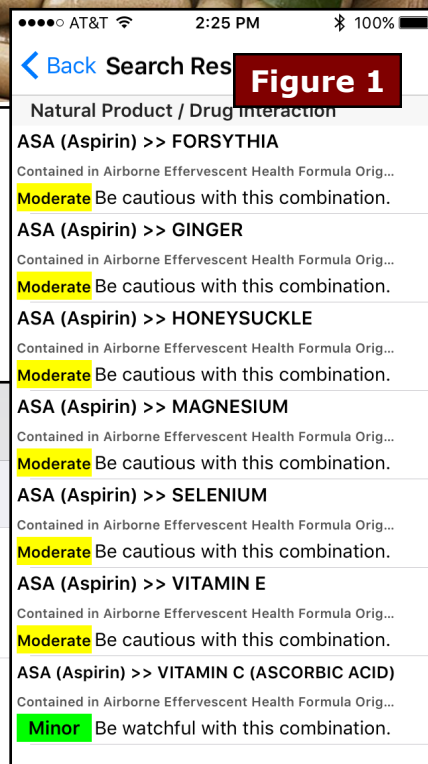 AT&T 2:25 PM 100%
Back Search Res
Figure 1
Natural Product / Drug Interaction
ASA (Aspirin) >> FORSYTHIA
Contained in Airborne Effervescent Health Formula Orig...
Moderate Be cautious with this combination.
ASA (Aspirin) >> GINGER
Contained in Airborne Effervescent Health Formula Orig...
Moderate Be cautious with this combination.
ASA (Aspirin) >> HONEYSUCKLE
Contained in Airborne Effervescent Health Formula Orig...
Moderate Be cautious with this combination.
ASA (Aspirin) >> MAGNESIUM
Contained in Airborne Effervescent Health Formula Orig...
Moderate Be cautious with this combination.
ASA (Aspirin) >> SELENIUM
Contained in Airborne Effervescent Health Formula Orig...
Moderate Be cautious with this combination.
ASA (Aspirin) >> VITAMIN E
Contained in Airborne Effervescent Health Formula Orig...
Moderate Be cautious with this combination.
ASA (Aspirin) >> VITAMIN C (ASCORBIC ACID)
Contained in Airborne Effervescent Health Formula Orig...
Minor Be watchful with this combination.